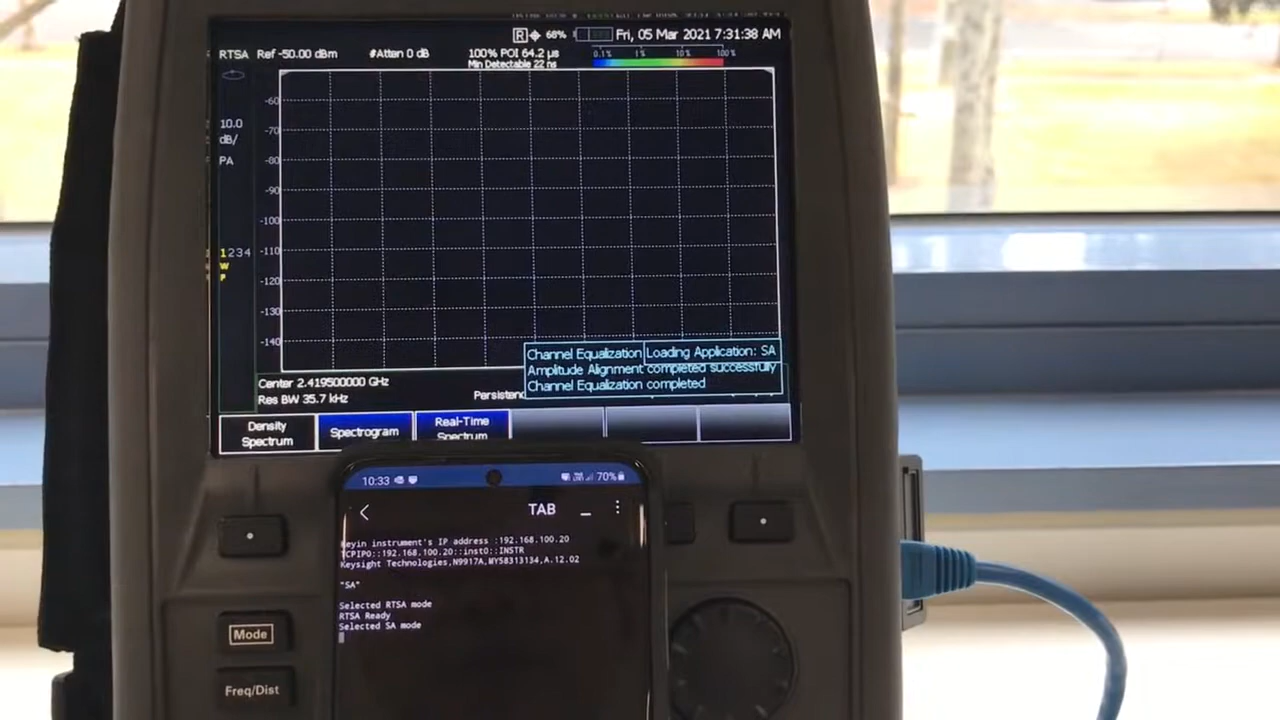 R 68% Fri, 05 Mar 2021 7:31:38 AM
RTSA Ref -50.00 dBm #Atten 0 dB 100% POI 64.2 µs 0.1% 1% 10% 100%
Min Detectable 22 ns
-60
10.0
dB/
-70
PA
-80
-90
-100
-110
1 2 3 4
W
P
-120
-130
-140
Channel Equalization Loading Application: SA
Amplitude Alignment completed successfully
Channel Equalization completed
Center 2.419500000 GHz
Res BW 35.7 kHz
Density Spectrum
Spectrogram
Real-Time Spectrum
10:33 70%
TAB
Keyin instrument's IP address :192.168.100.20
TCPIP0::192.168.100.20::inst0::INSTR
Keysight Technologies,N9917A,MY58313134,A.12.02
"SA"
Selected RTSA mode
RTSA Ready
Selected SA mode
Mode
Freq/Dist